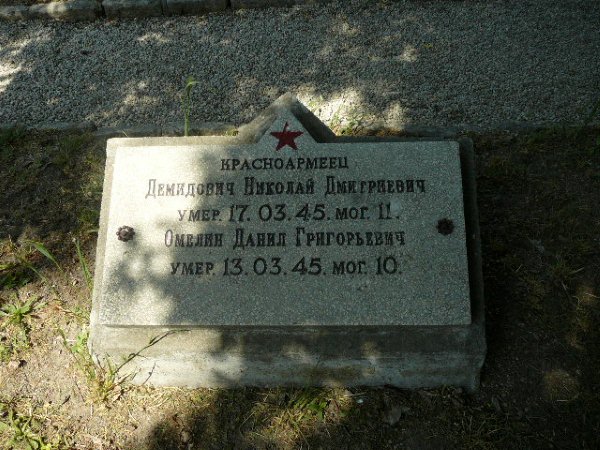 КРАСНОАРМЕЕЦ
Демидович Николай Дмитриевич
УМЕР. 17. 03. 45. МОГ. 11.
Омелин Данил Григорьевич
УМЕР. 13. 03. 45. МОГ. 10.